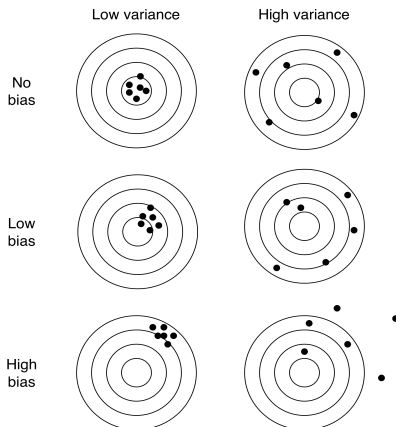 Low variance
High variance
No
bias
Low
bias
High
bias